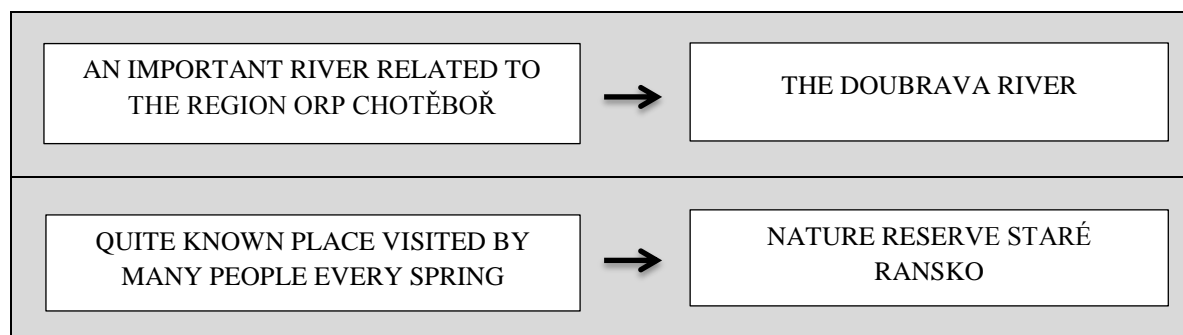 AN IMPORTANT RIVER RELATED TO
THE REGION ORP CHOTĚBOŘ
THE DOUBRAVA RIVER
QUITE KNOWN PLACE VISITED BY
MANY PEOPLE EVERY SPRING
NATURE RESERVE STARÉ
RANSKO